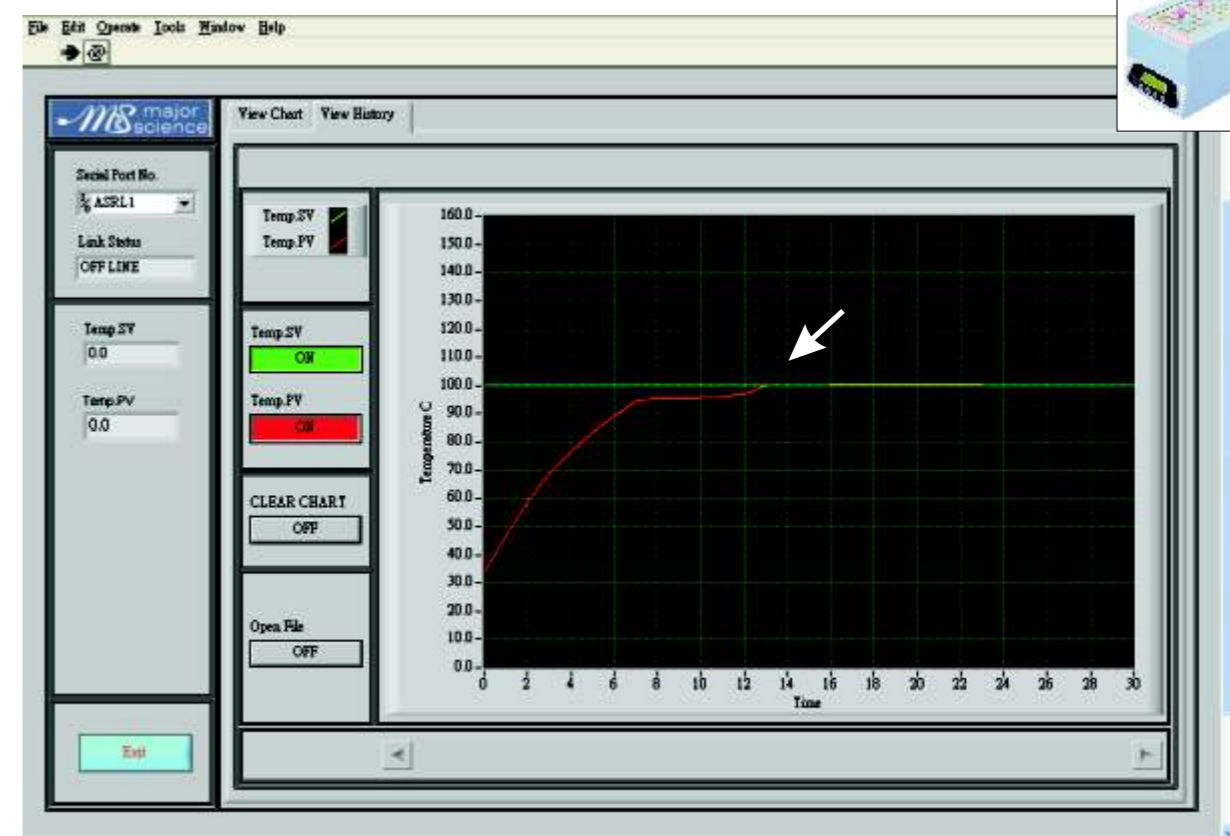 File Edit Operate Tools Window Help
MS major science
View Chart View History
Serial Port No.
ASRL1
Link Status
OFF LINE
Temp.SV
0.0
Temp.PV
0.0
Exit
Temp.SV
Temp.PV
Temp.SV
ON
Temp.PV
ON
CLEAR CHART
OFF
Open File
OFF
Temperature C
160.0
150.0
140.0
130.0
120.0
110.0
100.0
90.0
80.0
70.0
60.0
50.0
40.0
30.0
20.0
10.0
0.0
0 2 4 6 8 10 12 14 16 18 20 22 24 26 28 30
Time